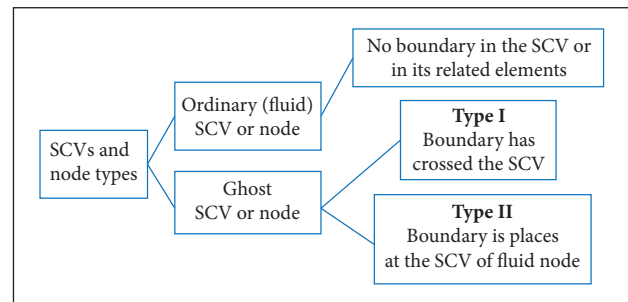 No boundary in the SCV or
in its related elements
Ordinary (fluid)
SCV or node
SCVs and
node types
Type I
Boundary has
crossed the SCV
Ghost
SCV or node
Type II
Boundary is places
at the SCV of fluid node